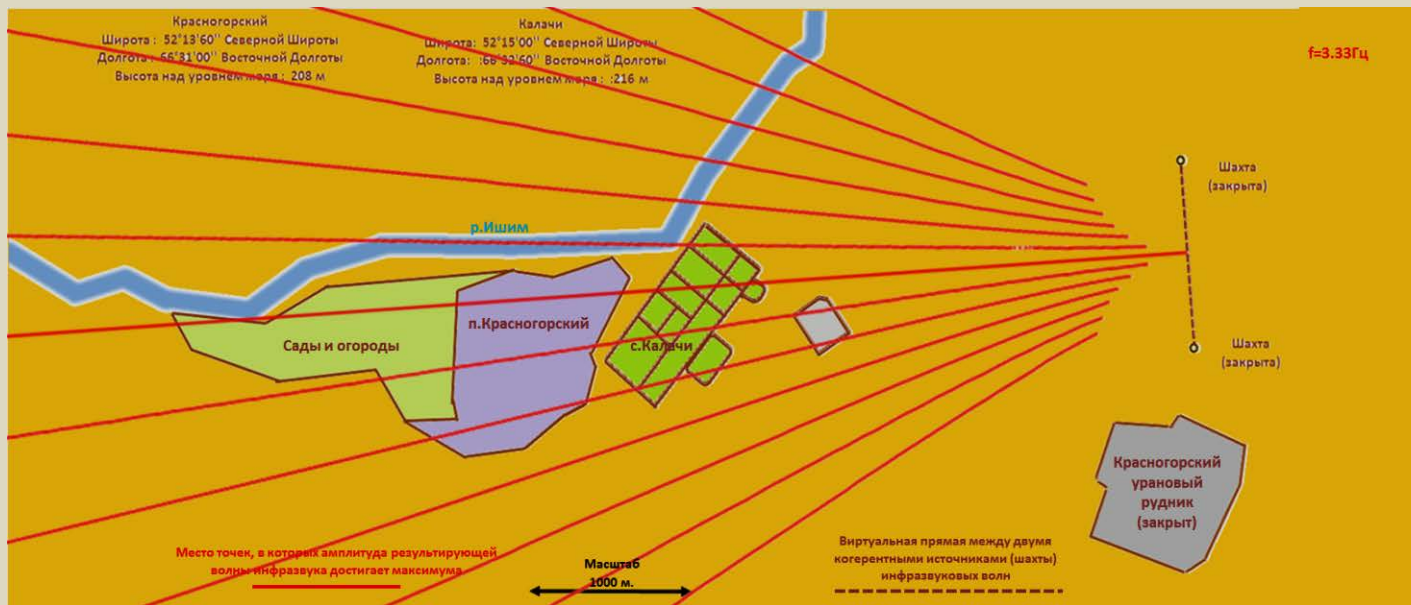 Красногорский
Широта : 52°13'60'' Северной Широты
Долгота : 66°31'00'' Восточной Долготы
Высота над уровнем моря : 208 м
Калачи
Широта: 52°15'00'' Северной Широты
Долгота: :66°32'60'' Восточной Долготы
Высота над уровнем моря : :216 м
f=3.33Гц
Шахта
(закрыта)
р.Ишим
п.Красногорский
Сады и огороды
с.Калачи
Шахта
(закрыта)
Красногорский
урановый
рудник
(закрыт)
Место точек, в которых амплитуда результирующей
волны инфразвука достигает максимума
Масштаб
1000 м.
Виртуальная прямая между двумя
когерентными источниками (шахты)
инфразвуковых волн